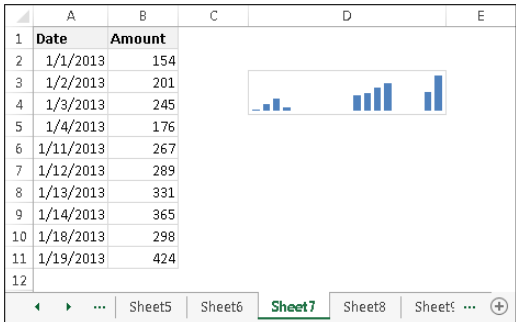 A B C D E
1 Date Amount
2 1/1/2013 154
3 1/2/2013 201
4 1/3/2013 245
5 1/4/2013 176
6 1/11/2013 267
7 1/12/2013 289
8 1/13/2013 331
9 1/14/2013 365
10 1/18/2013 298
11 1/19/2013 424
12
... Sheet5 Sheet6 Sheet7 Sheet8 Sheet9 ...